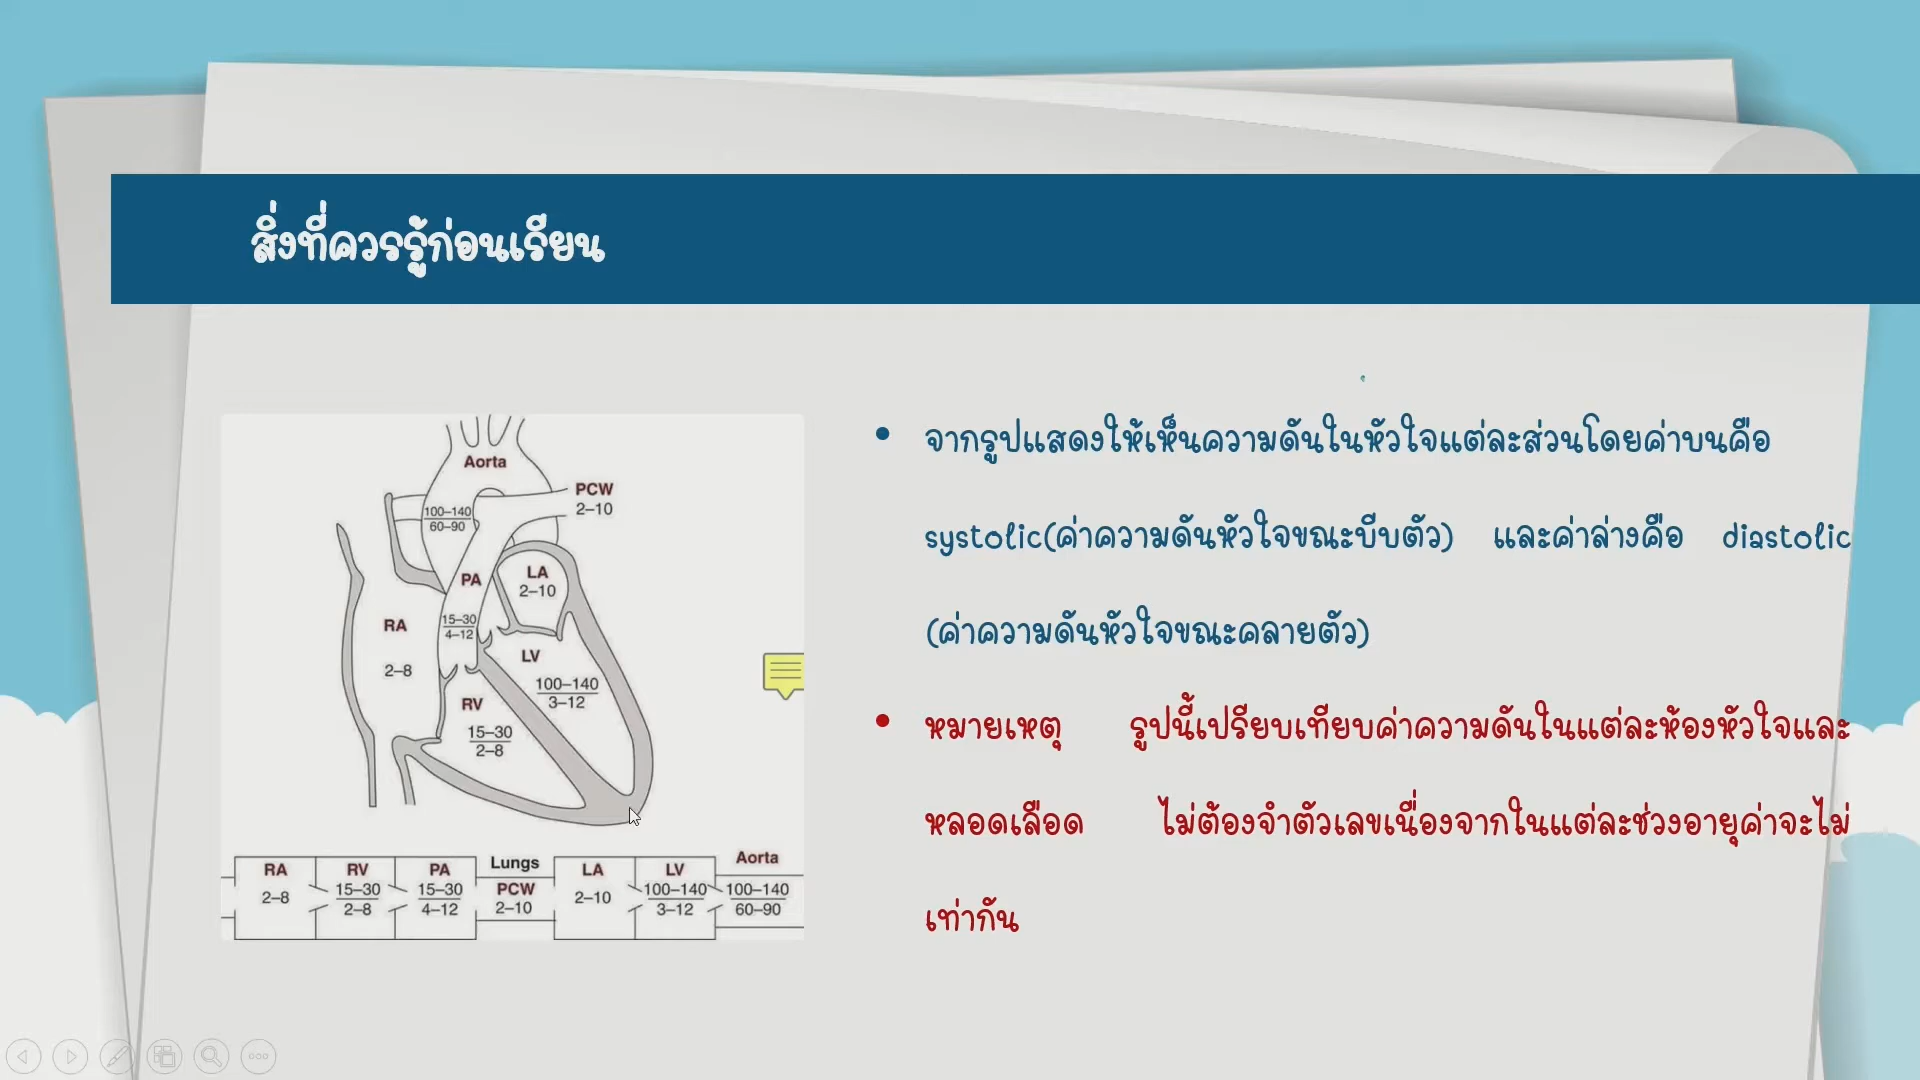 สิ่งที่ควรรู้ก่อนเรียน
Aorta
100–140
60–90
PCW
2–10
PA
15–30
4–12
LA
2–10
RA
2–8
LV
100–140
3–12
RV
15–30
2–8
RA
2–8
RV
15–30
2–8
PA
15–30
4–12
Lungs
PCW
2–10
LA
2–10
LV
100–140
3–12
Aorta
100–140
60–90
• จากรูปแสดงให้เห็นความดันในหัวใจแต่ละส่วนโดยค่าบนคือ
systolic(ค่าความดันหัวใจขณะบีบตัว) และค่าล่างคือ diastolic
(ค่าความดันหัวใจขณะคลายตัว)
• หมายเหตุ รูปนี้เปรียบเทียบค่าความดันในแต่ละห้องหัวใจและ
หลอดเลือด ไม่ต้องจำตัวเลขเนื่องจากในแต่ละช่วงอายุค่าจะไม่
เท่ากัน